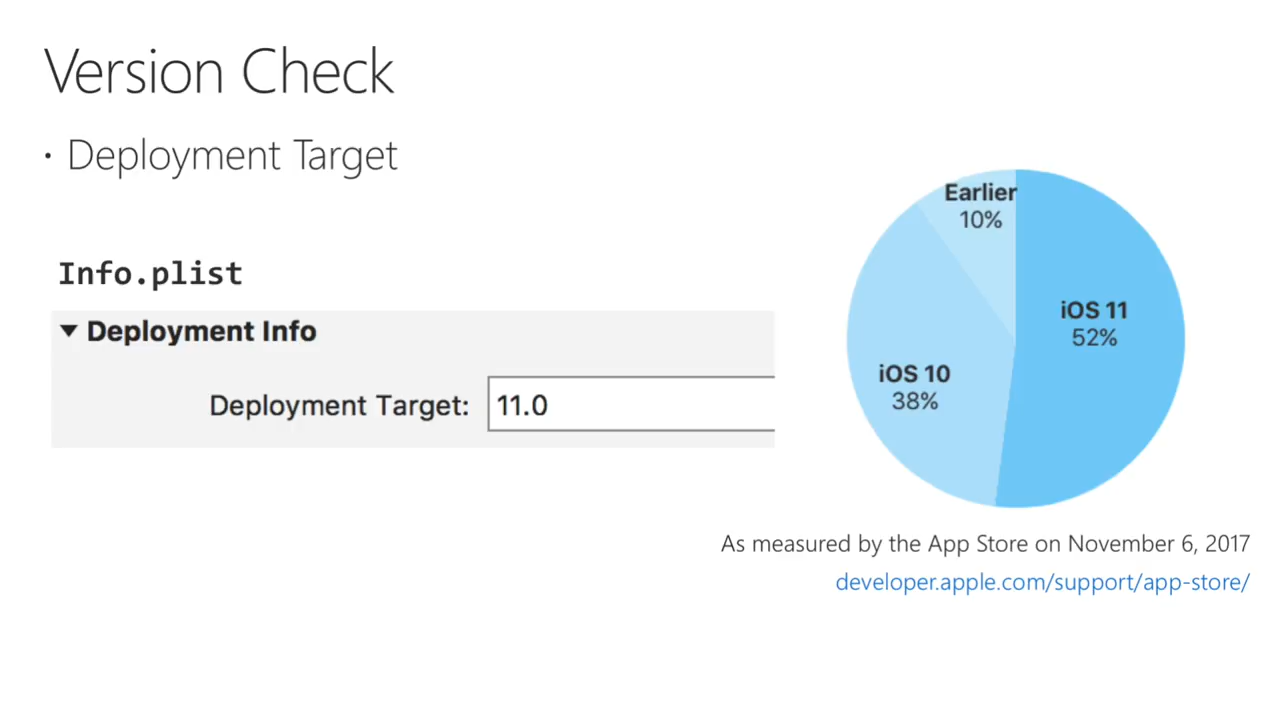 Version Check
· Deployment Target
Info.plist
▼ Deployment Info
Deployment Target: 11.0
Earlier
10%
iOS 11
52%
iOS 10
38%
As measured by the App Store on November 6, 2017
developer.apple.com/support/app-store/